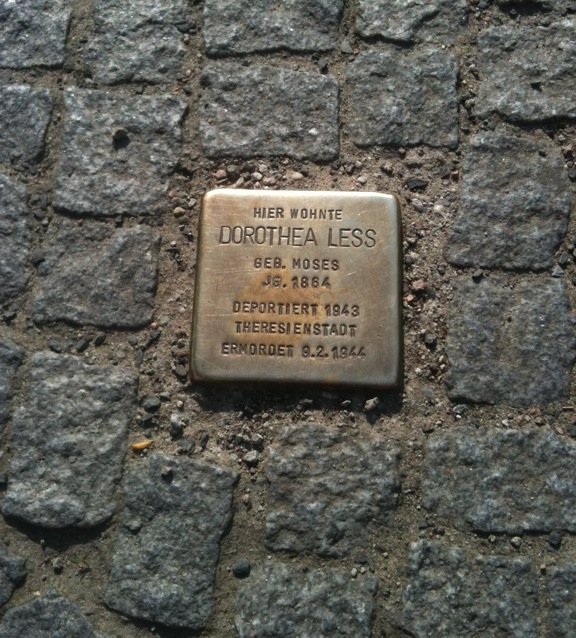 HIER WOHNTE
DOROTHEA LESS
GEB. MOSES
JG. 1864
DEPORTIERT 1943
THERESIENSTADT
ERMORDET 9.2.1944